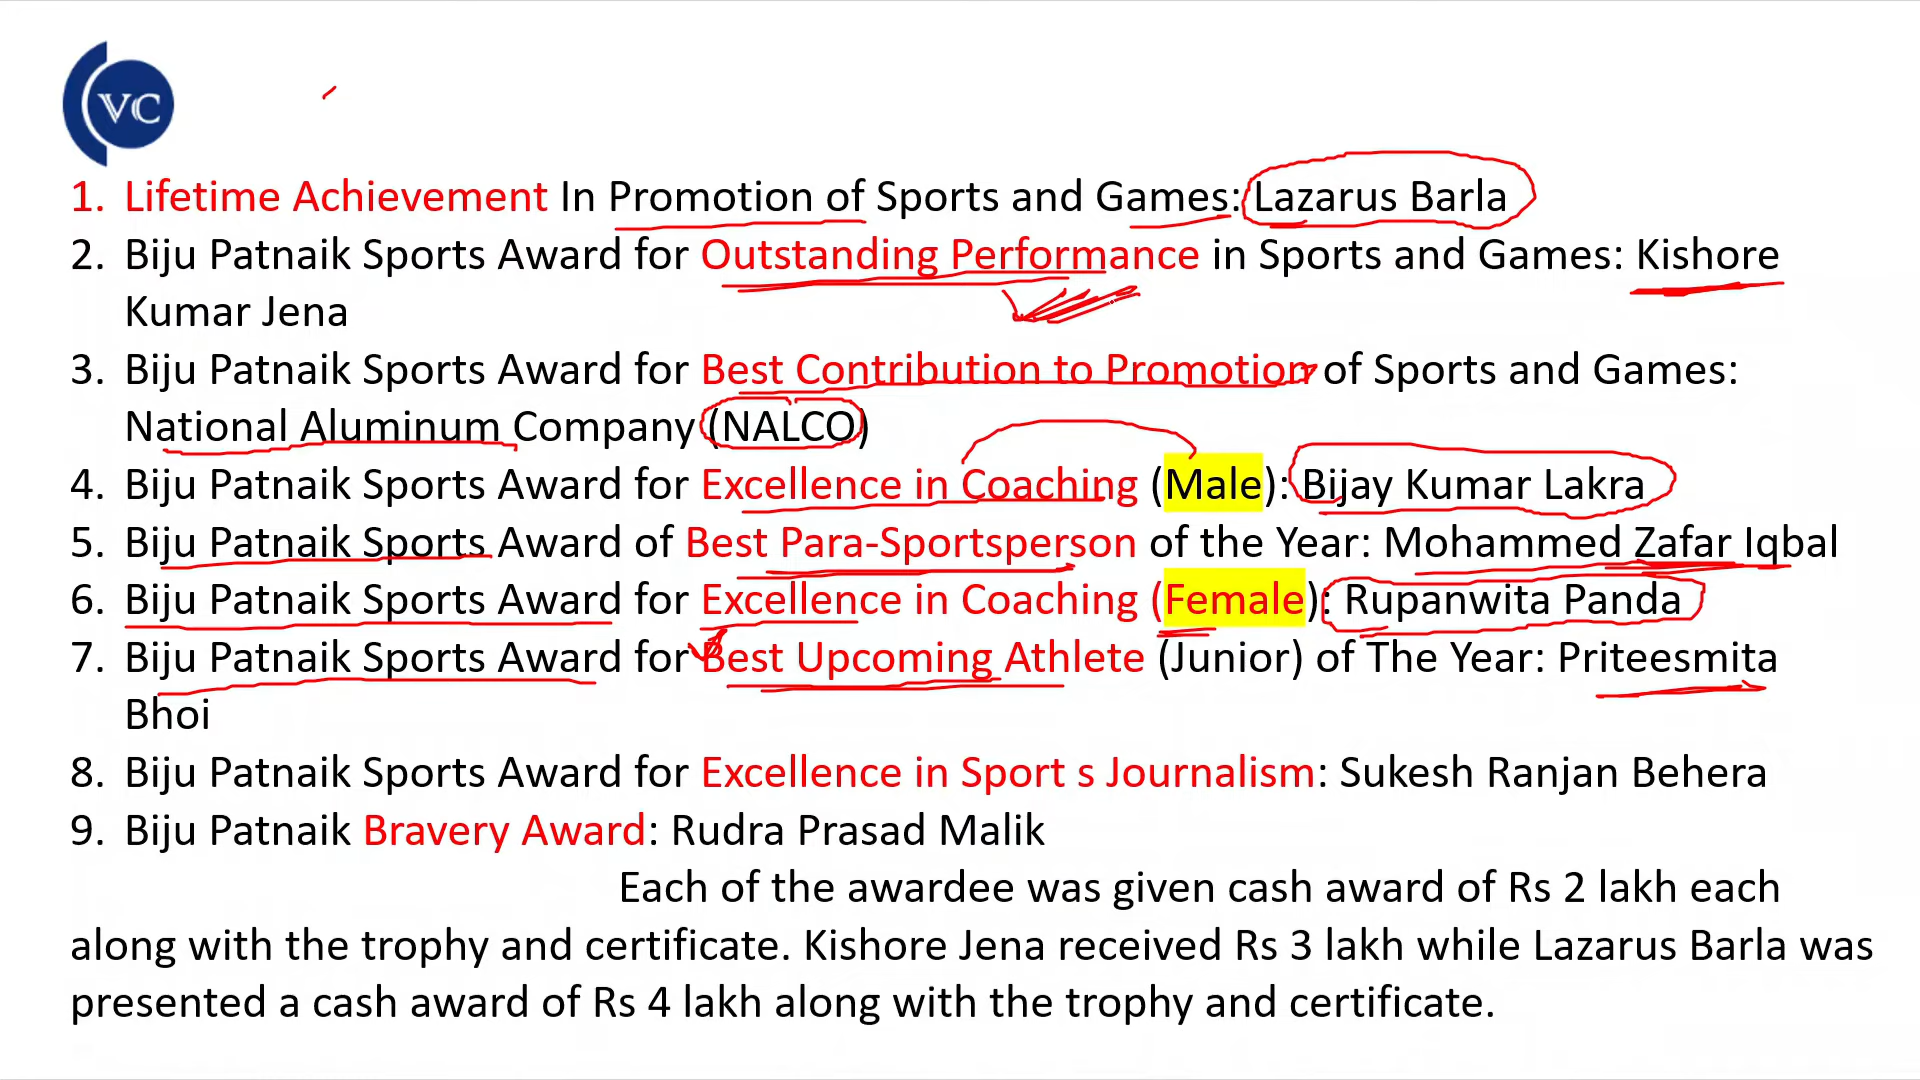 VC
1. Lifetime Achievement In Promotion of Sports and Games: Lazarus Barla
2. Biju Patnaik Sports Award for Outstanding Performance in Sports and Games: Kishore
Kumar Jena
3. Biju Patnaik Sports Award for Best Contribution to Promotion of Sports and Games:
National Aluminum Company (NALCO)
4. Biju Patnaik Sports Award for Excellence in Coaching (Male): Bijay Kumar Lakra
5. Biju Patnaik Sports Award of Best Para-Sportsperson of the Year: Mohammed Zafar Iqbal
6. Biju Patnaik Sports Award for Excellence in Coaching (Female): Rupanwita Panda
7. Biju Patnaik Sports Award for Best Upcoming Athlete (Junior) of The Year: Priteesmita
Bhoi
8. Biju Patnaik Sports Award for Excellence in Sport s Journalism: Sukesh Ranjan Behera
9. Biju Patnaik Bravery Award: Rudra Prasad Malik
Each of the awardee was given cash award of Rs 2 lakh each
along with the trophy and certificate. Kishore Jena received Rs 3 lakh while Lazarus Barla was
presented a cash award of Rs 4 lakh along with the trophy and certificate.